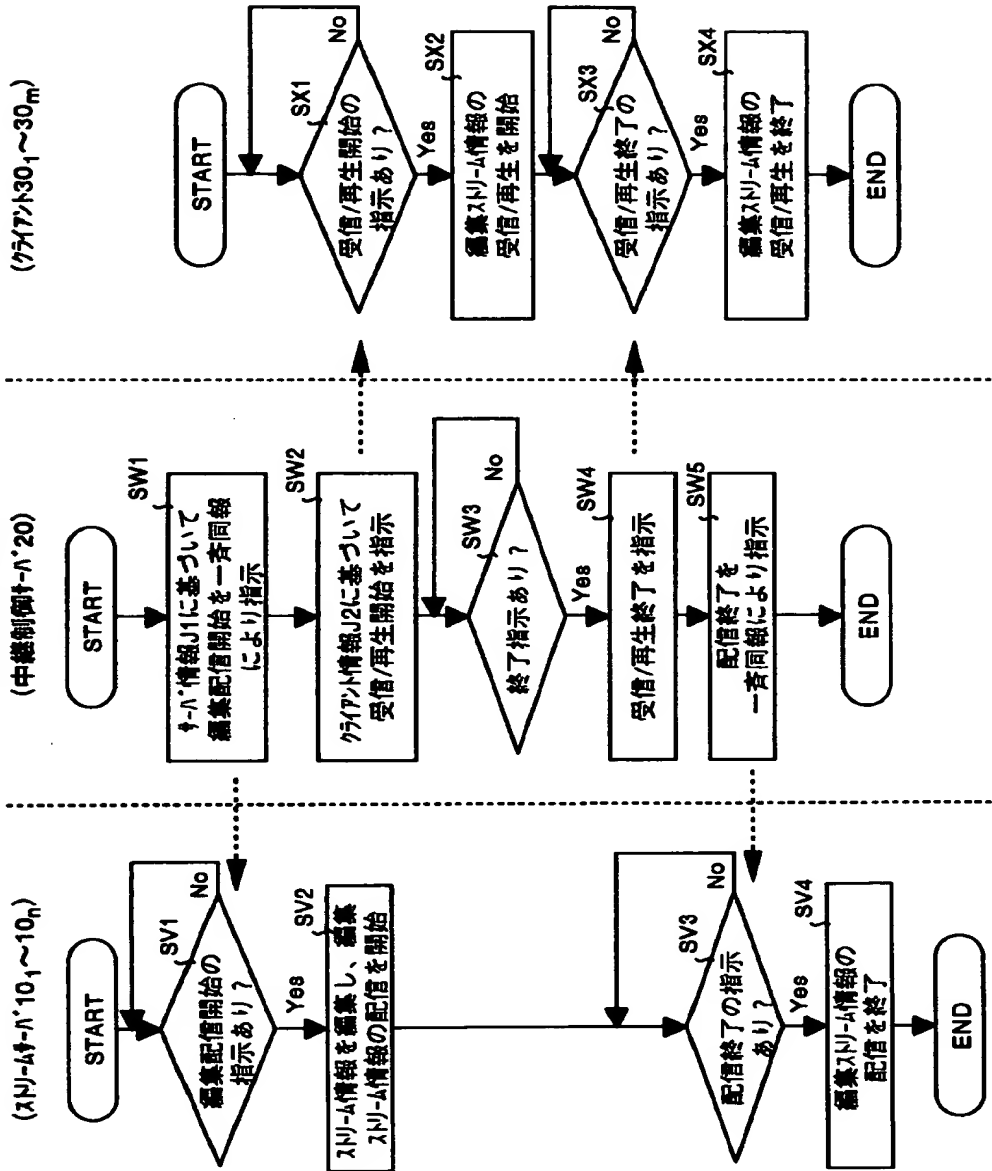 (ストリームサーバ10₁〜10ₙ)
START
SV1
編集配信開始の
指示あり?
No
Yes
SV2
ストリーム情報を編集し、編集
ストリーム情報の配信を開始
SV3
配信終了の指示
あり?
No
Yes
SV4
編集ストリーム情報の
配信を終了
END
(中継制御サーバ20)
START
SW1
サーバ情報J1に基づいて
編集配信開始を一斉同報
により指示
SW2
クライアント情報J2に基づいて
受信/再生開始を指示
SW3
終了指示あり?
No
Yes
SW4
受信/再生終了を指示
SW5
配信終了を
一斉同報により指示
END
(クライアント30₁〜30ₘ)
START
SX1
受信/再生開始の
指示あり?
No
Yes
SX2
編集ストリーム情報の
受信/再生を開始
SX3
受信/再生終了の
指示あり?
No
Yes
SX4
編集ストリーム情報の
受信/再生を終了
END